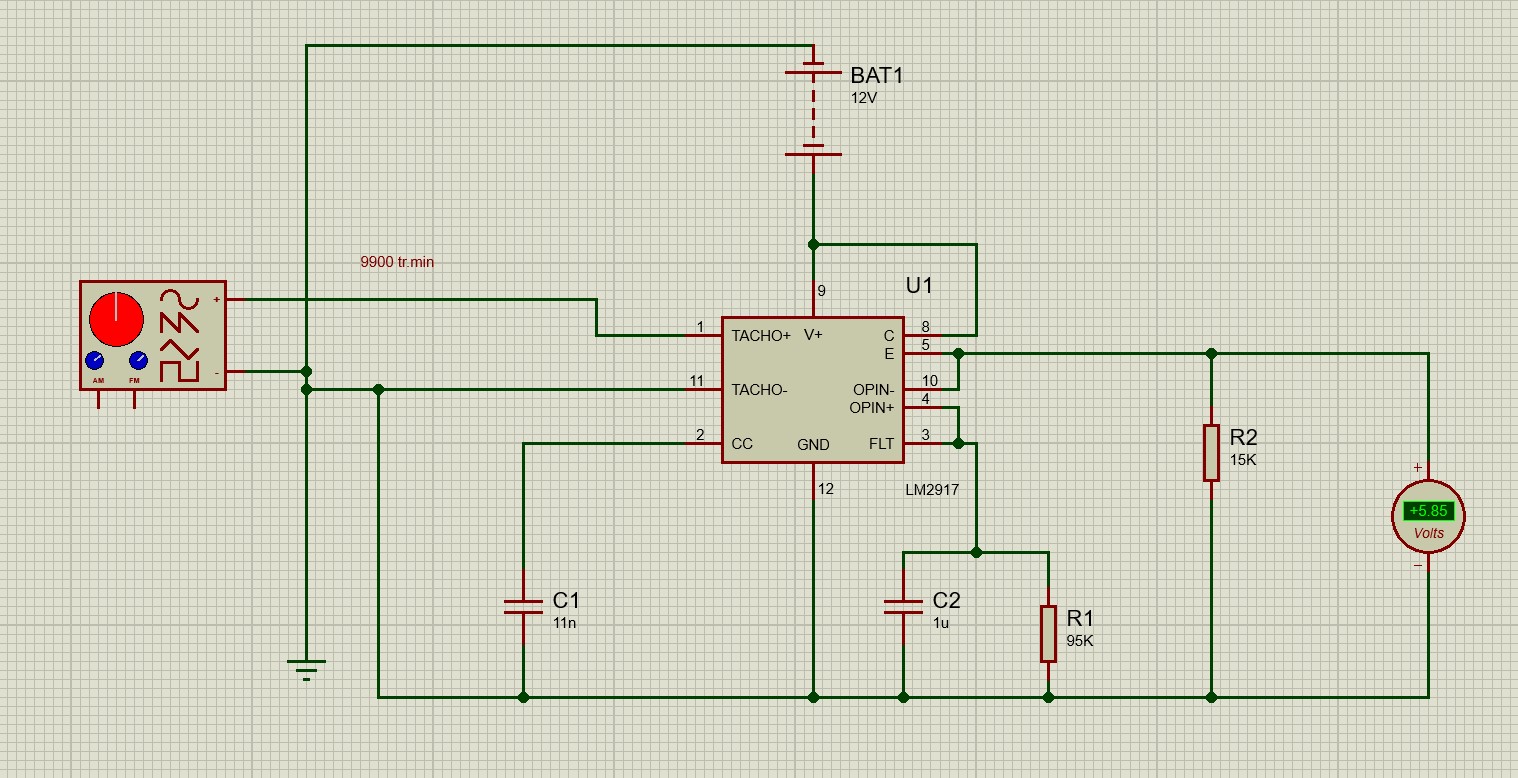 BAT1
12V
9900 tr.min
U1
+
-
AM
FM
9
1
TACHO+
V+
C
8
5
E
11
TACHO-
OPIN-
10
OPIN+
4
2
CC
GND
FLT
3
12
LM2917
R2
15K
+
+5.85
Volts
−
C1
11n
C2
1u
R1
95K